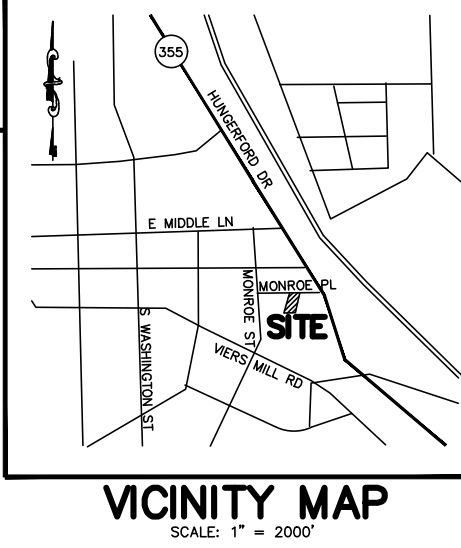 355
HUNGERFORD DR
E MIDDLE LN
MONROE ST
MONROE PL
SITE
S WASHINGTON ST
VIERS MILL RD
VICINITY MAP
SCALE: 1" = 2000'